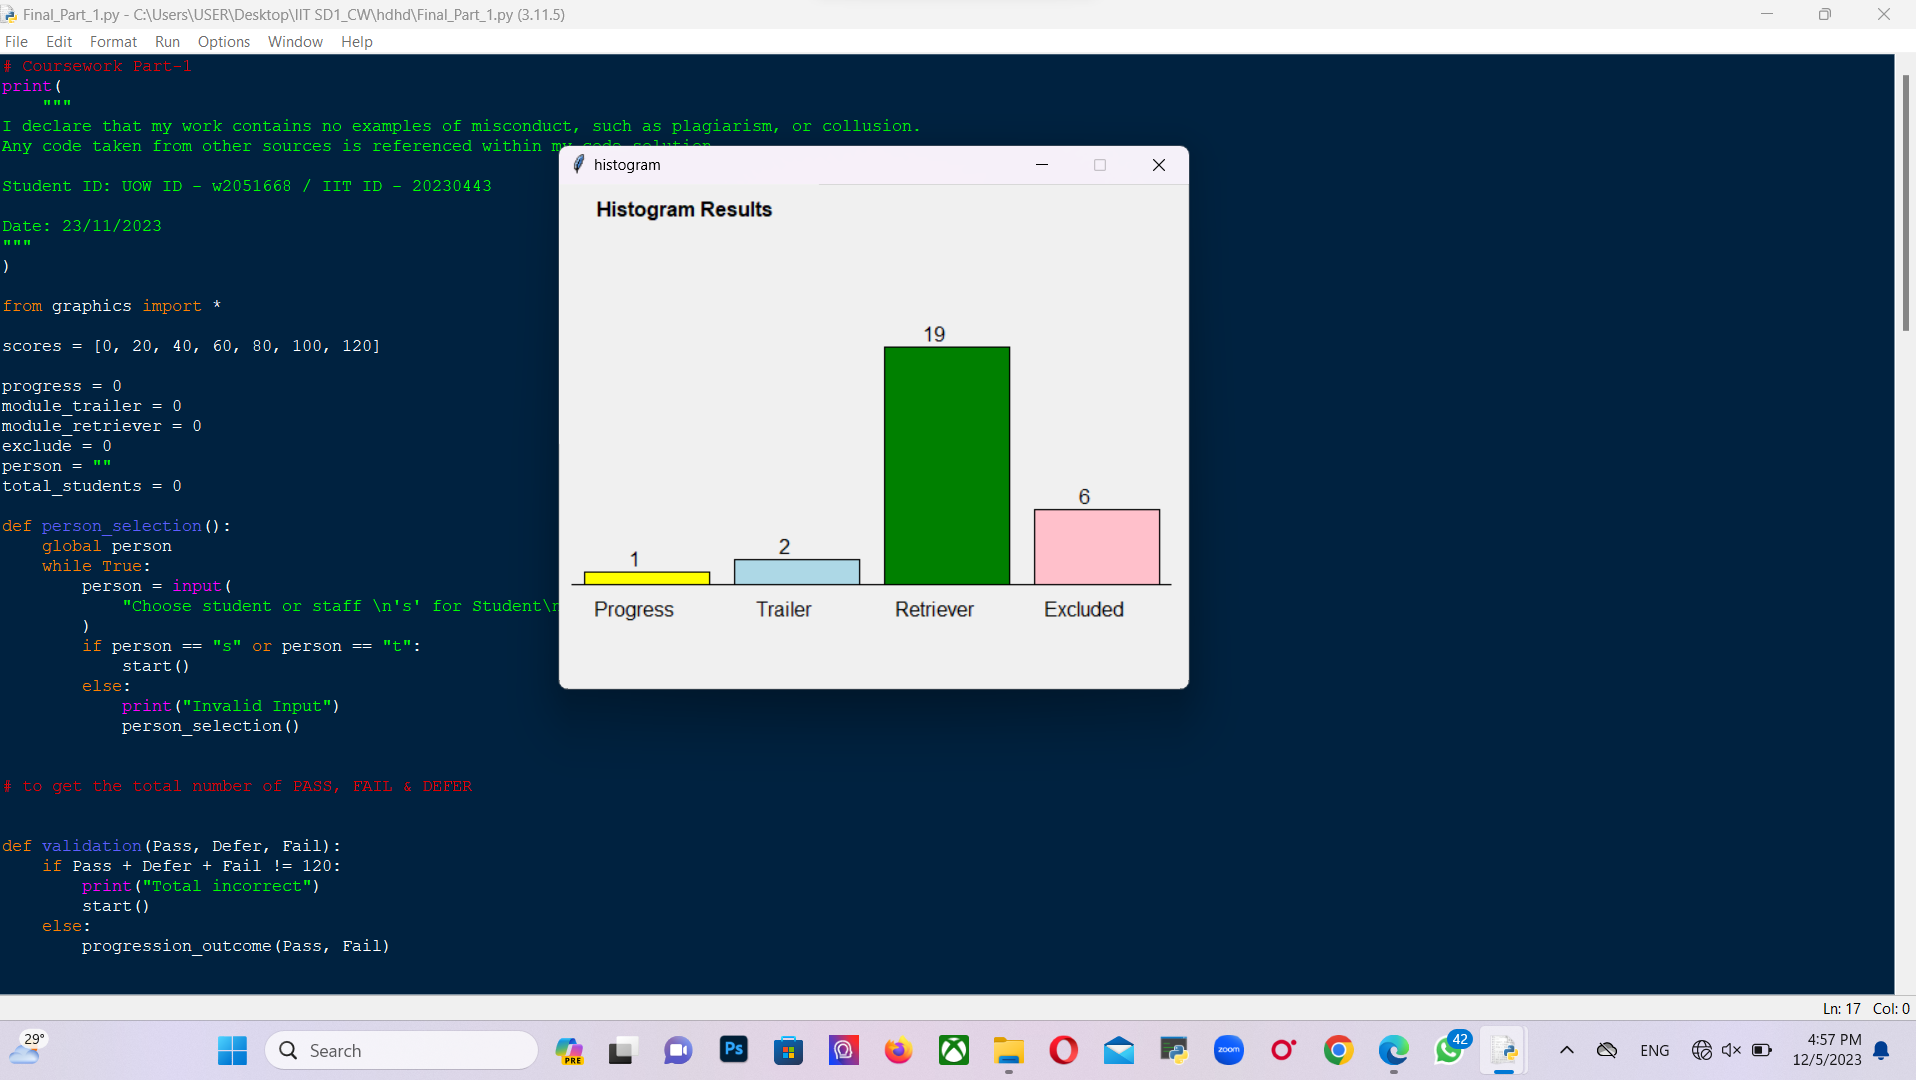 Final_Part_1.py - C:\Users\USER\Desktop\IIT SD1_CW\hdhd\Final_Part_1.py (3.11.5)
File Edit Format Run Options Window Help
# Coursework Part-1
print(
    """
I declare that my work contains no examples of misconduct, such as plagiarism, or collusion.
Any code taken from other sources is referenced within my code solution.
Student ID: UOW ID - w2051668 / IIT ID - 20230443
Date: 23/11/2023
"""
)
from graphics import *
scores = [0, 20, 40, 60, 80, 100, 120]
progress = 0
module_trailer = 0
module_retriever = 0
exclude = 0
person = ""
total_students = 0
def person_selection():
    global person
    while True:
        person = input(
            "Choose student or staff \n's' for Student\n
        )
        if person == "s" or person == "t":
            start()
        else:
            print("Invalid Input")
            person_selection()
# to get the total number of PASS, FAIL & DEFER
def validation(Pass, Defer, Fail):
    if Pass + Defer + Fail != 120:
        print("Total incorrect")
        start()
    else:
        progression_outcome(Pass, Fail)
histogram
Histogram Results
19
6
2
1
Progress Trailer Retriever Excluded
Ln: 17 Col: 0
29°
Search
PRE
Ps
zoom
42
ENG
4:57 PM
12/5/2023